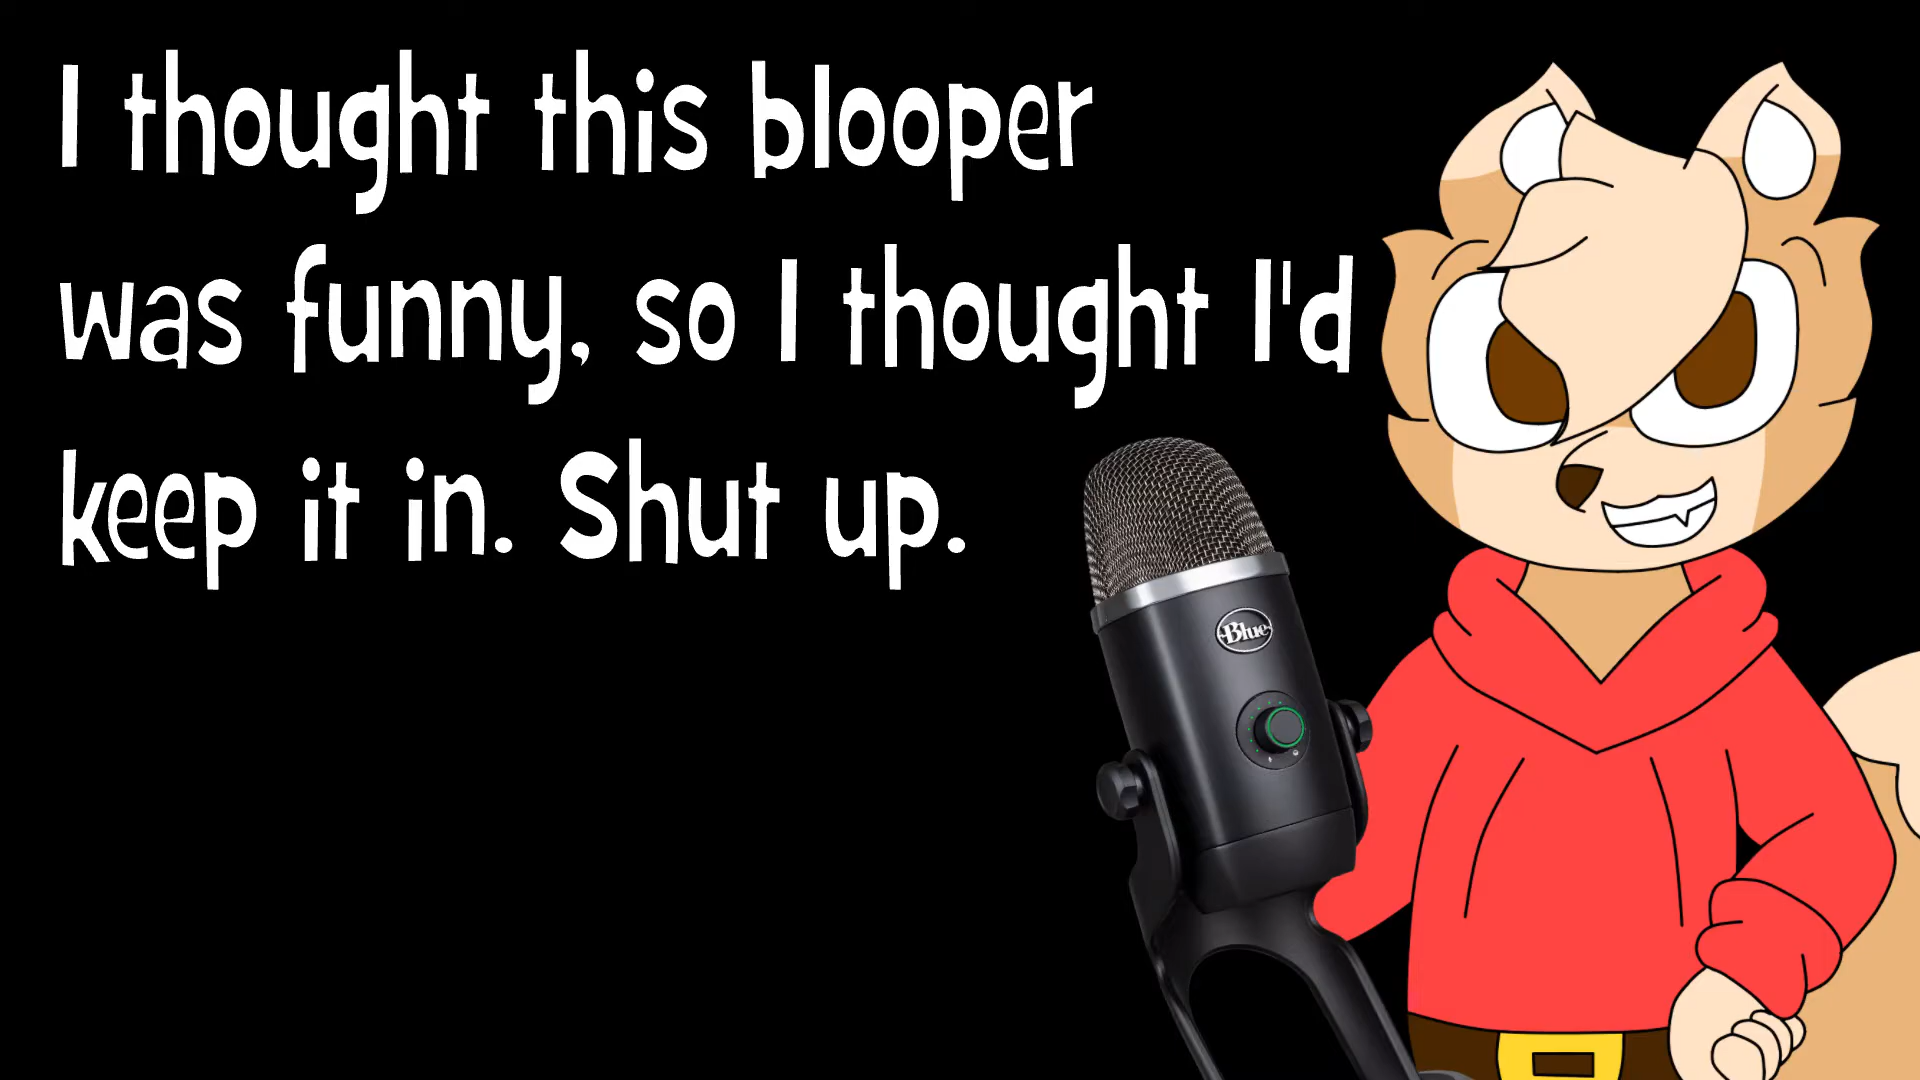 I thought this blooper
was funny, so I thought I'd
keep it in. Shut up.
Blue